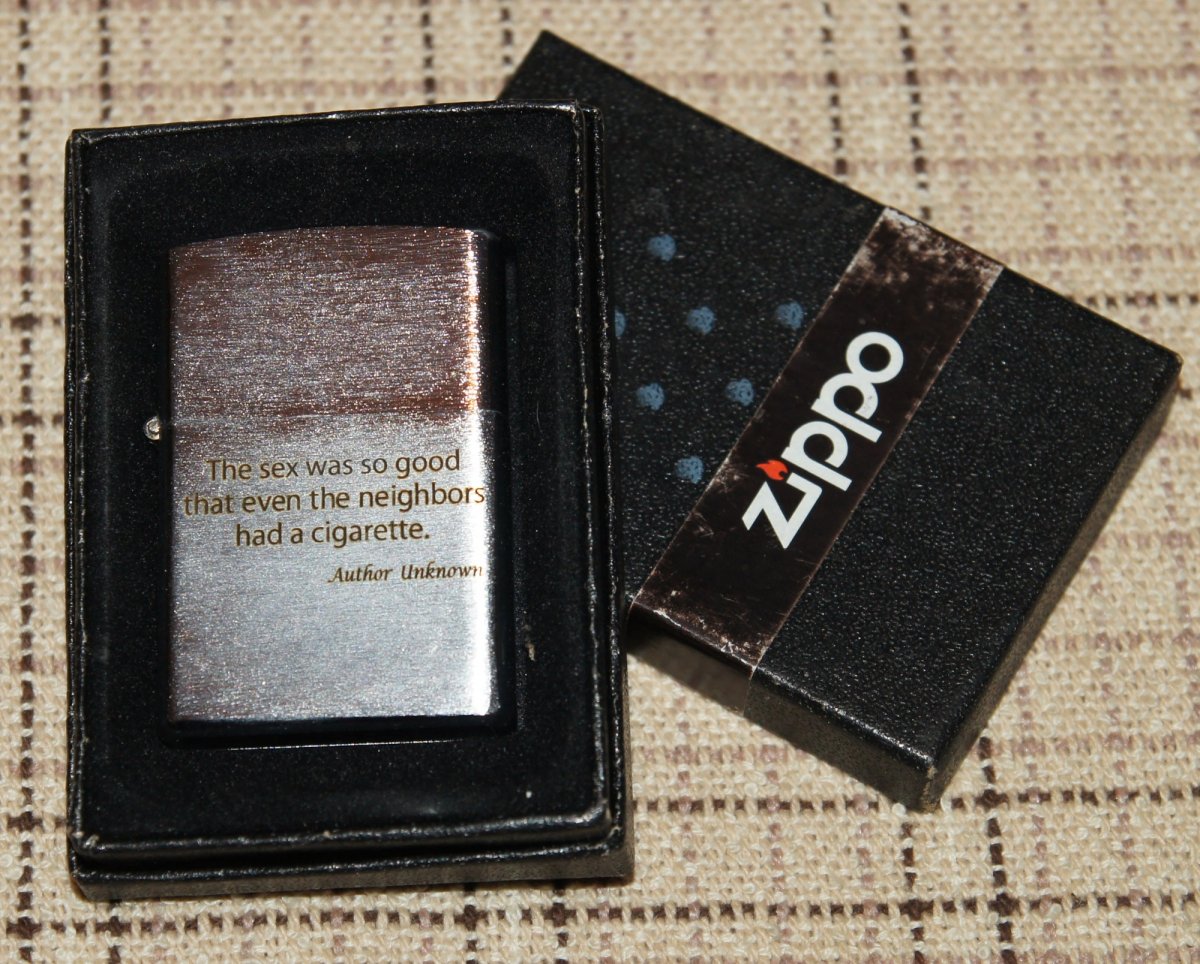 The sex was so good
that even the neighbors
had a cigarette.
Author Unknown
zippo